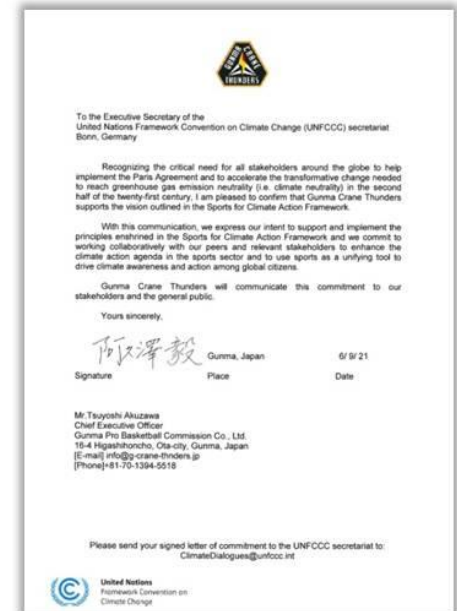 GUNMA CRANE
THUNDERS
To the Executive Secretary of the
United Nations Framework Convention on Climate Change (UNFCCC) secretariat
Bonn, Germany
Recognizing the critical need for all stakeholders around the globe to help
implement the Paris Agreement and to accelerate the transformative change needed
to reach greenhouse gas emission neutrality (i.e. climate neutrality) in the second
half of the twenty-first century, I am pleased to confirm that Gunma Crane Thunders
supports the vision outlined in the Sports for Climate Action Framework.
With this communication, we express our intent to support and implement the
principles enshrined in the Sports for Climate Action Framework and we commit to
working collaboratively with our peers and relevant stakeholders to enhance the
climate action agenda in the sports sector and to use sports as a unifying tool to
drive climate awareness and action among global citizens.
Gunma Crane Thunders will communicate this commitment to our
stakeholders and the general public.
Yours sincerely,
阿久澤毅 Gunma, Japan 6/ 9/ 21
Signature Place Date
Mr.Tsuyoshi Akuzawa
Chief Executive Officer
Gunma Pro Basketball Commission Co., Ltd.
16-4 Higashihoncho, Ota-city, Gunma, Japan
[E-mail] info@g-crane-thnders.jp
[Phone]+81-70-1394-5518
Please send your signed letter of commitment to the UNFCCC secretariat to:
ClimateDialogues@unfccc.int
United Nations
Framework Convention on
Climate Change